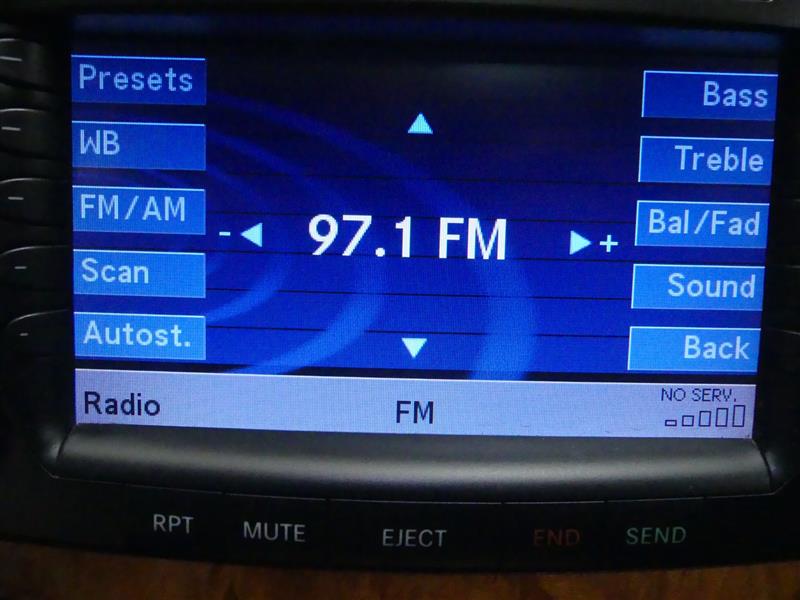 Presets
Bass
WB
Treble
FM/AM
Bal/Fad
- 97.1 FM +
Scan
Sound
Autost.
Back
Radio
FM
NO SERV.
RPT
MUTE
EJECT
END
SEND